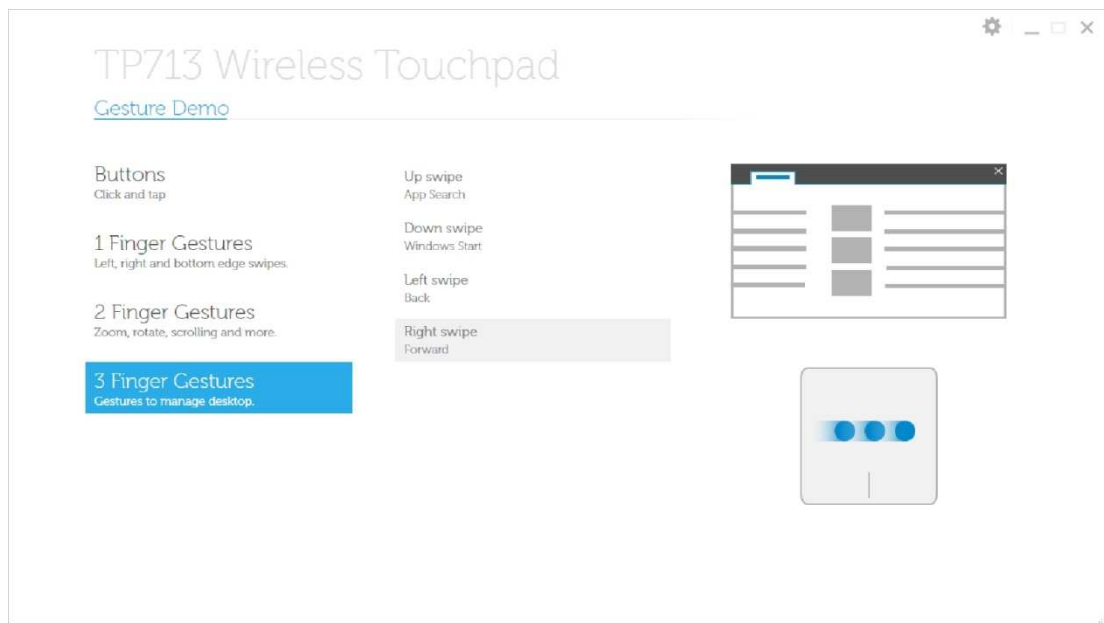 TP713 Wireless Touchpad
Gesture Demo
Buttons
Click and tap
1 Finger Gestures
Left, right and bottom edge swipes.
2 Finger Gestures
Zoom, rotate, scrolling and more.
3 Finger Gestures
Gestures to manage desktop.
Up swipe
App Search
Down swipe
Windows Start
Left swipe
Back
Right swipe
Forward